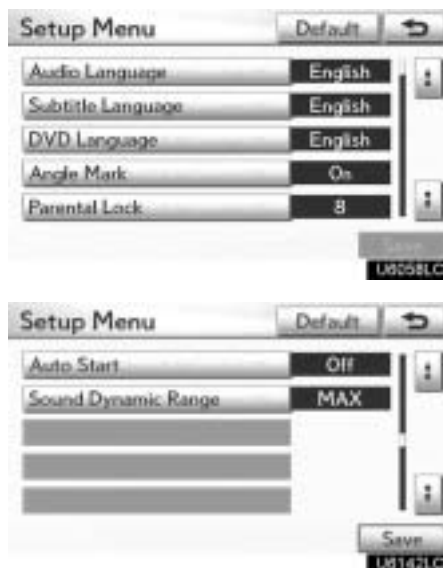 Setup Menu Default
Audio Language English
Subtitle Language English
DVD Language English
Angle Mark On
Parental Lock 8
Save
U6058LC
Setup Menu Default
Auto Start Off
Sound Dynamic Range MAX
Save
U6142LC